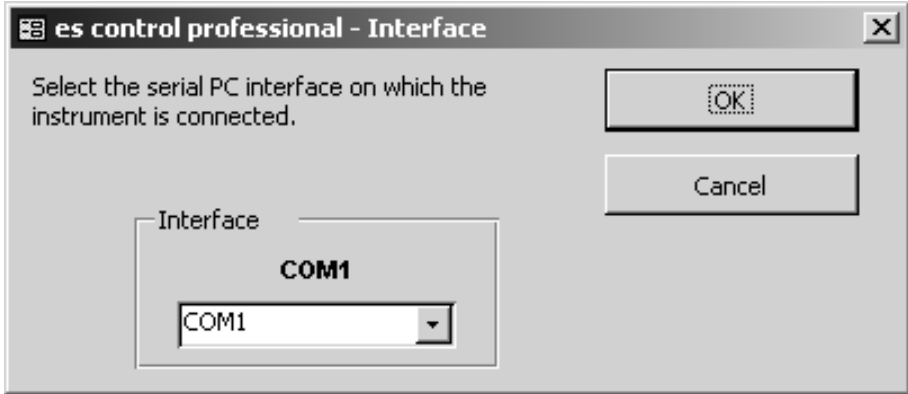 es control professional - Interface
Select the serial PC interface on which the
instrument is connected.
OK
Cancel
Interface
COM1
COM1